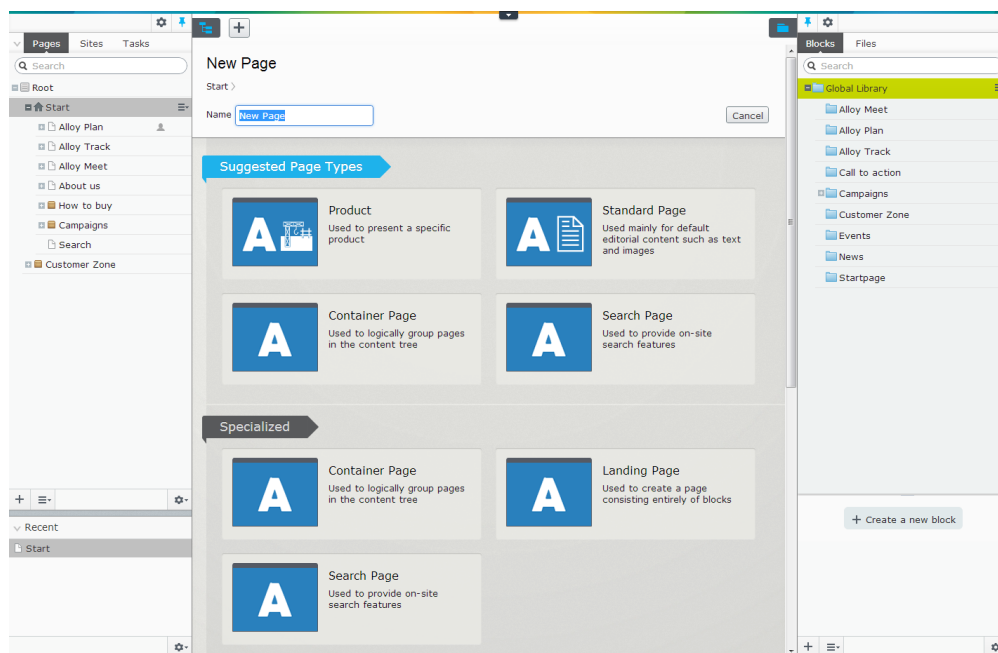 Pages Sites Tasks
Search
Root
Start
Alloy Plan
Alloy Track
Alloy Meet
About us
How to buy
Campaigns
Search
Customer Zone
Recent
Start
New Page
Start
Name New Page
Cancel
Suggested Page Types
Product
Used to present a specific
product
Standard Page
Used mainly for default
editorial content such as text
and images
Container Page
Used to logically group pages
in the content tree
Search Page
Used to provide on-site
search features
Specialized
Container Page
Used to logically group pages
in the content tree
Landing Page
Used to create a page
consisting entirely of blocks
Search Page
Used to provide on-site
search features
Blocks Files
Search
Global Library
Alloy Meet
Alloy Plan
Alloy Track
Call to action
Campaigns
Customer Zone
Events
News
Startpage
Create a new block